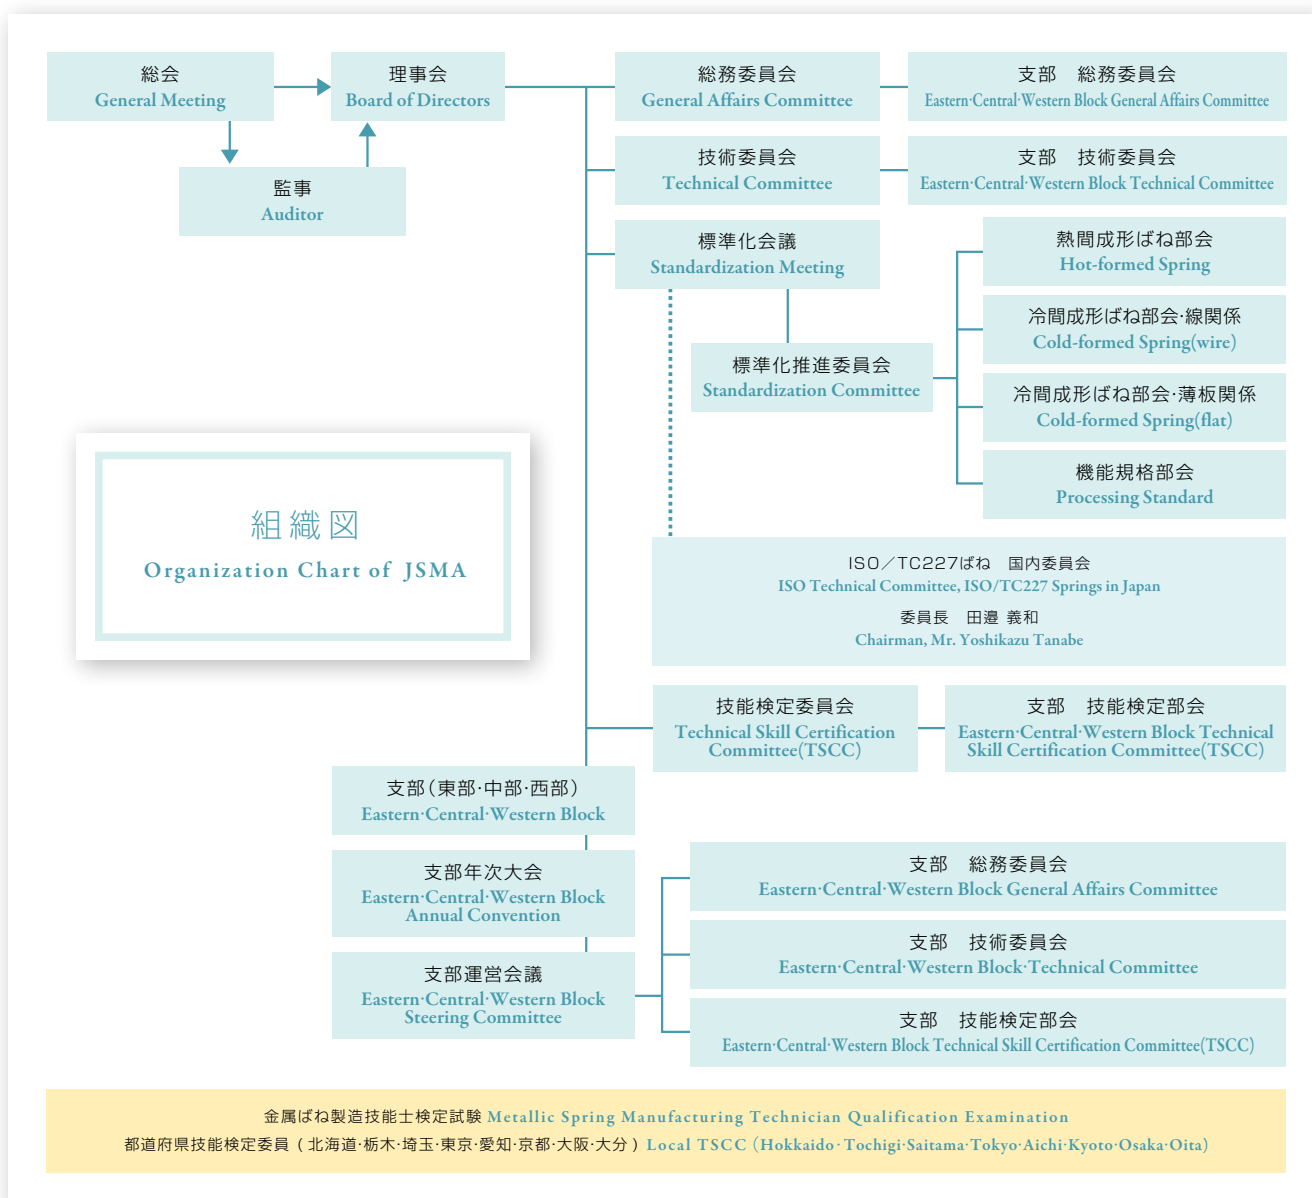 総会
General Meeting
理事会
Board of Directors
監事
Auditor
総務委員会
General Affairs Committee
支部　総務委員会
Eastern·Central·Western Block General Affairs Committee
技術委員会
Technical Committee
支部　技術委員会
Eastern·Central·Western Block Technical Committee
標準化会議
Standardization Meeting
標準化推進委員会
Standardization Committee
熱間成形ばね部会
Hot-formed Spring
冷間成形ばね部会·線関係
Cold-formed Spring(wire)
冷間成形ばね部会·薄板関係
Cold-formed Spring(flat)
機能規格部会
Processing Standard
組織図
Organization Chart of JSMA
ISO／TC227ばね　国内委員会
ISO Technical Committee, ISO/TC227 Springs in Japan
委員長　田邉 義和
Chairman, Mr. Yoshikazu Tanabe
技能検定委員会
Technical Skill Certification
Committee(TSCC)
支部　技能検定部会
Eastern·Central·Western Block Technical
Skill Certification Committee(TSCC)
支部（東部·中部·西部）
Eastern·Central·Western Block
支部年次大会
Eastern·Central·Western Block
Annual Convention
支部運営会議
Eastern·Central·Western Block
Steering Committee
支部　総務委員会
Eastern·Central·Western Block General Affairs Committee
支部　技術委員会
Eastern·Central·Western Block·Technical Committee
支部　技能検定部会
Eastern·Central·Western Block Technical Skill Certification Committee(TSCC)
金属ばね製造技能士検定試験 Metallic Spring Manufacturing Technician Qualification Examination
都道府県技能検定委員（北海道·栃木·埼玉·東京·愛知·京都·大阪·大分）Local TSCC (Hokkaido·Tochigi·Saitama·Tokyo·Aichi·Kyoto·Osaka·Oita)